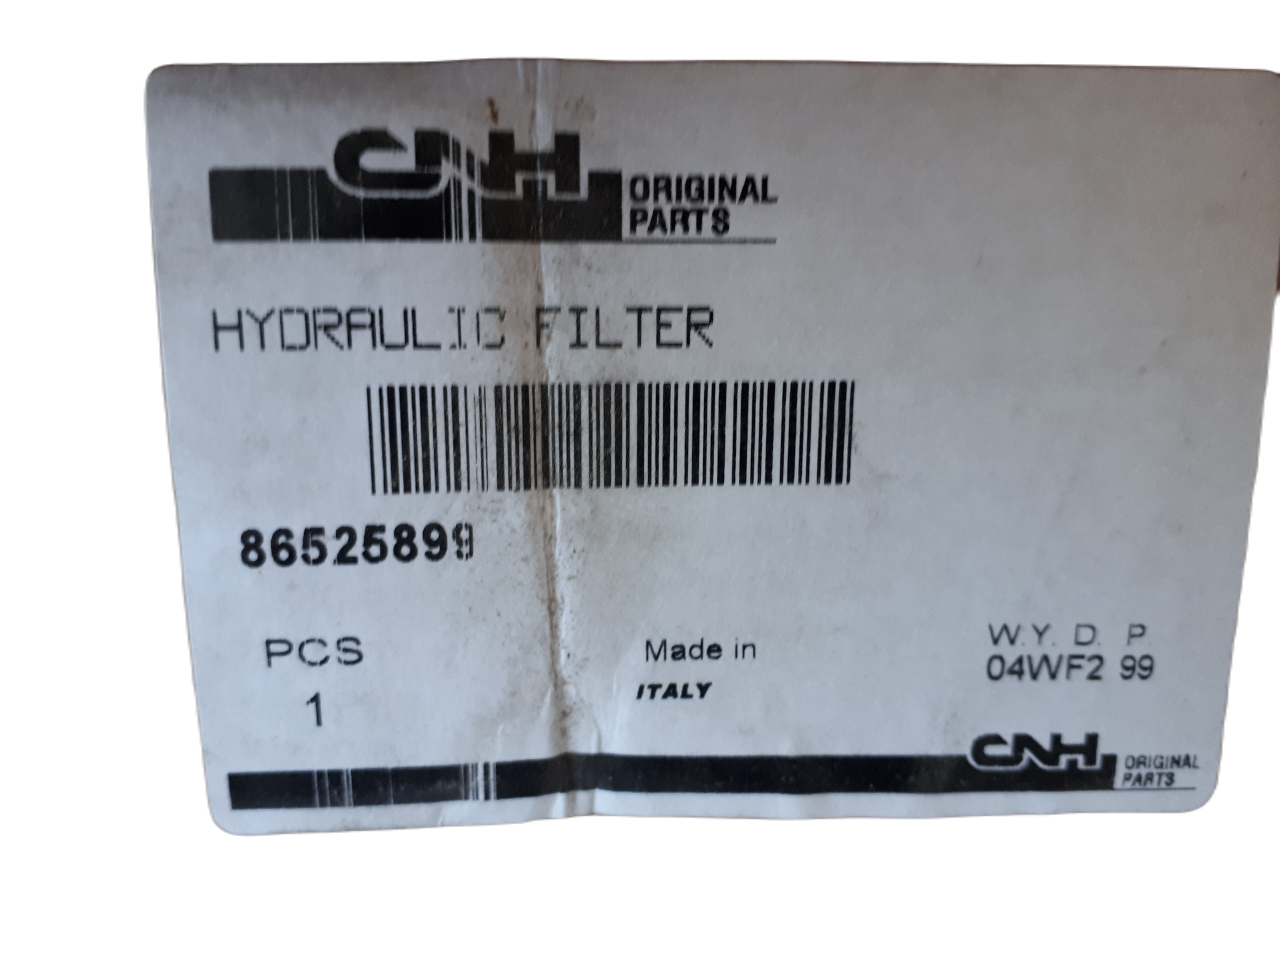 CNH ORIGINAL
PARTS
HYDRAULIC FILTER
86525899
PCS
1
Made in
ITALY
W.Y. D. P
04WF2 99
CNH ORIGINAL
PARTS